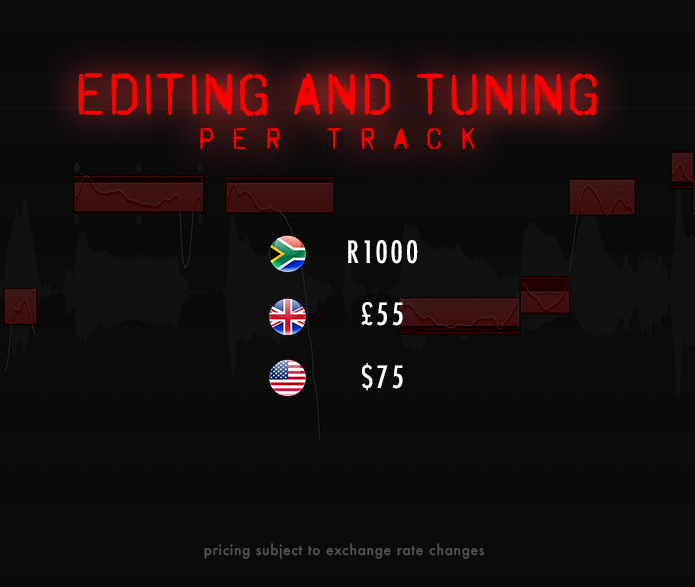 EDITING AND TUNING
PER TRACK
R1000
£55
$75
pricing subject to exchange rate changes